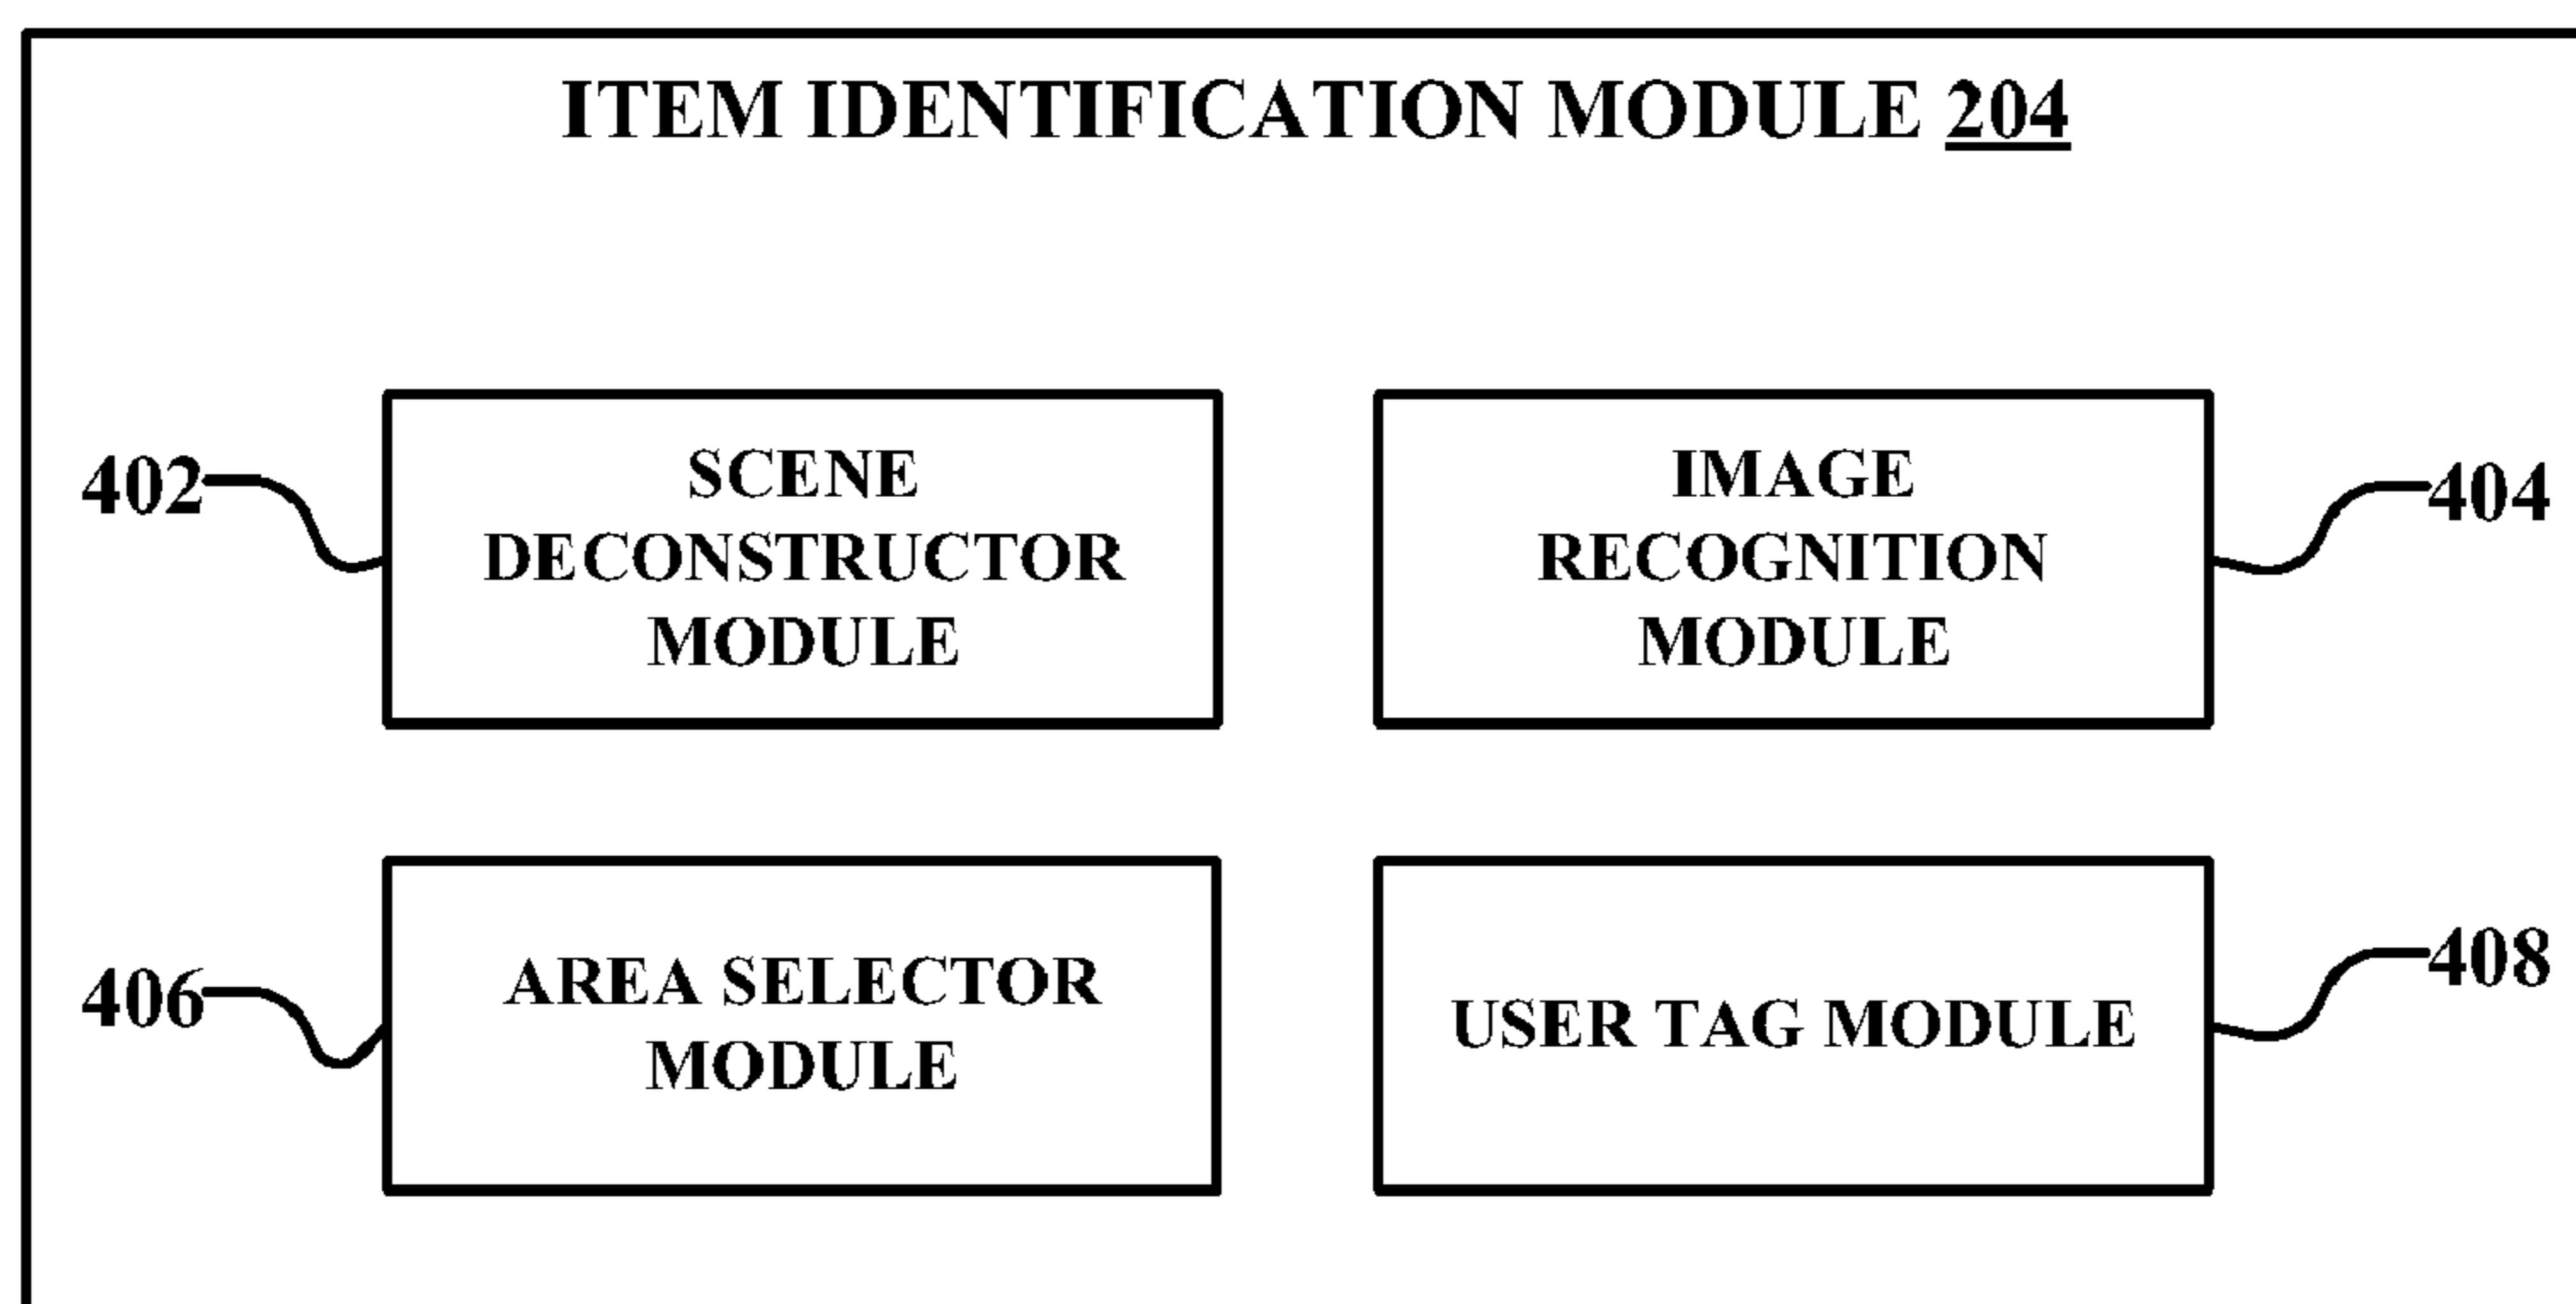 ITEM IDENTIFICATION MODULE 204
402
SCENE
DECONSTRUCTOR
MODULE
IMAGE
RECOGNITION
MODULE
404
406
AREA SELECTOR
MODULE
USER TAG MODULE
408